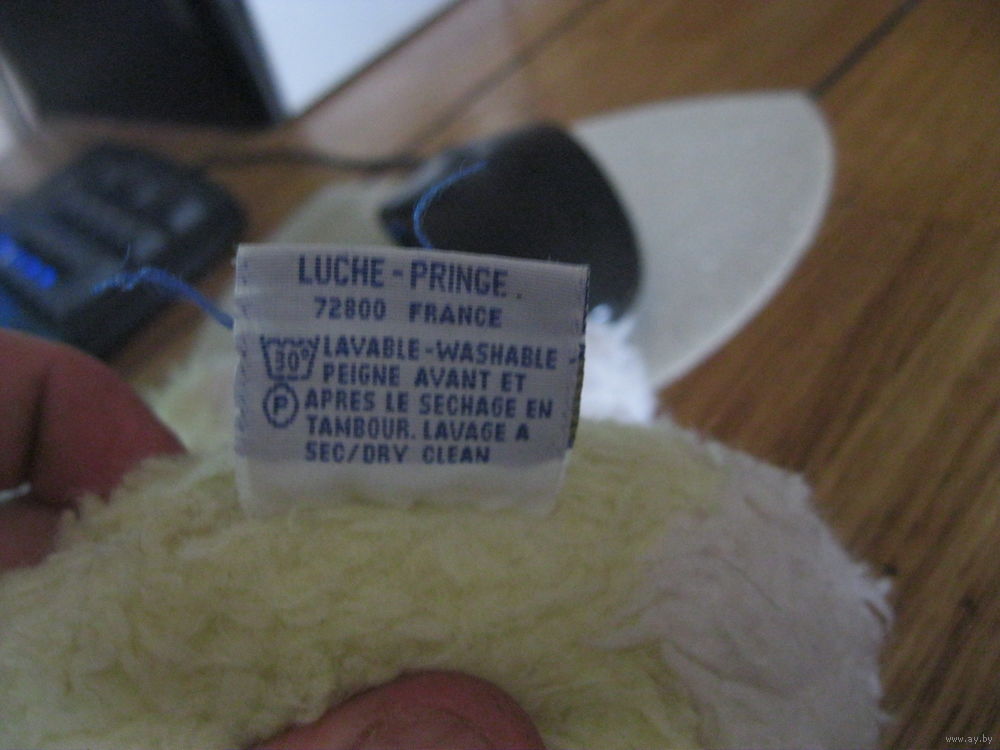 LUCHE-PRINGE.
72800 FRANCE
30° LAVABLE-WASHABLE
PEIGNE AVANT ET
P APRES LE SECHAGE EN
TAMBOUR. LAVAGE A
SEC/DRY CLEAN
www.ay.by